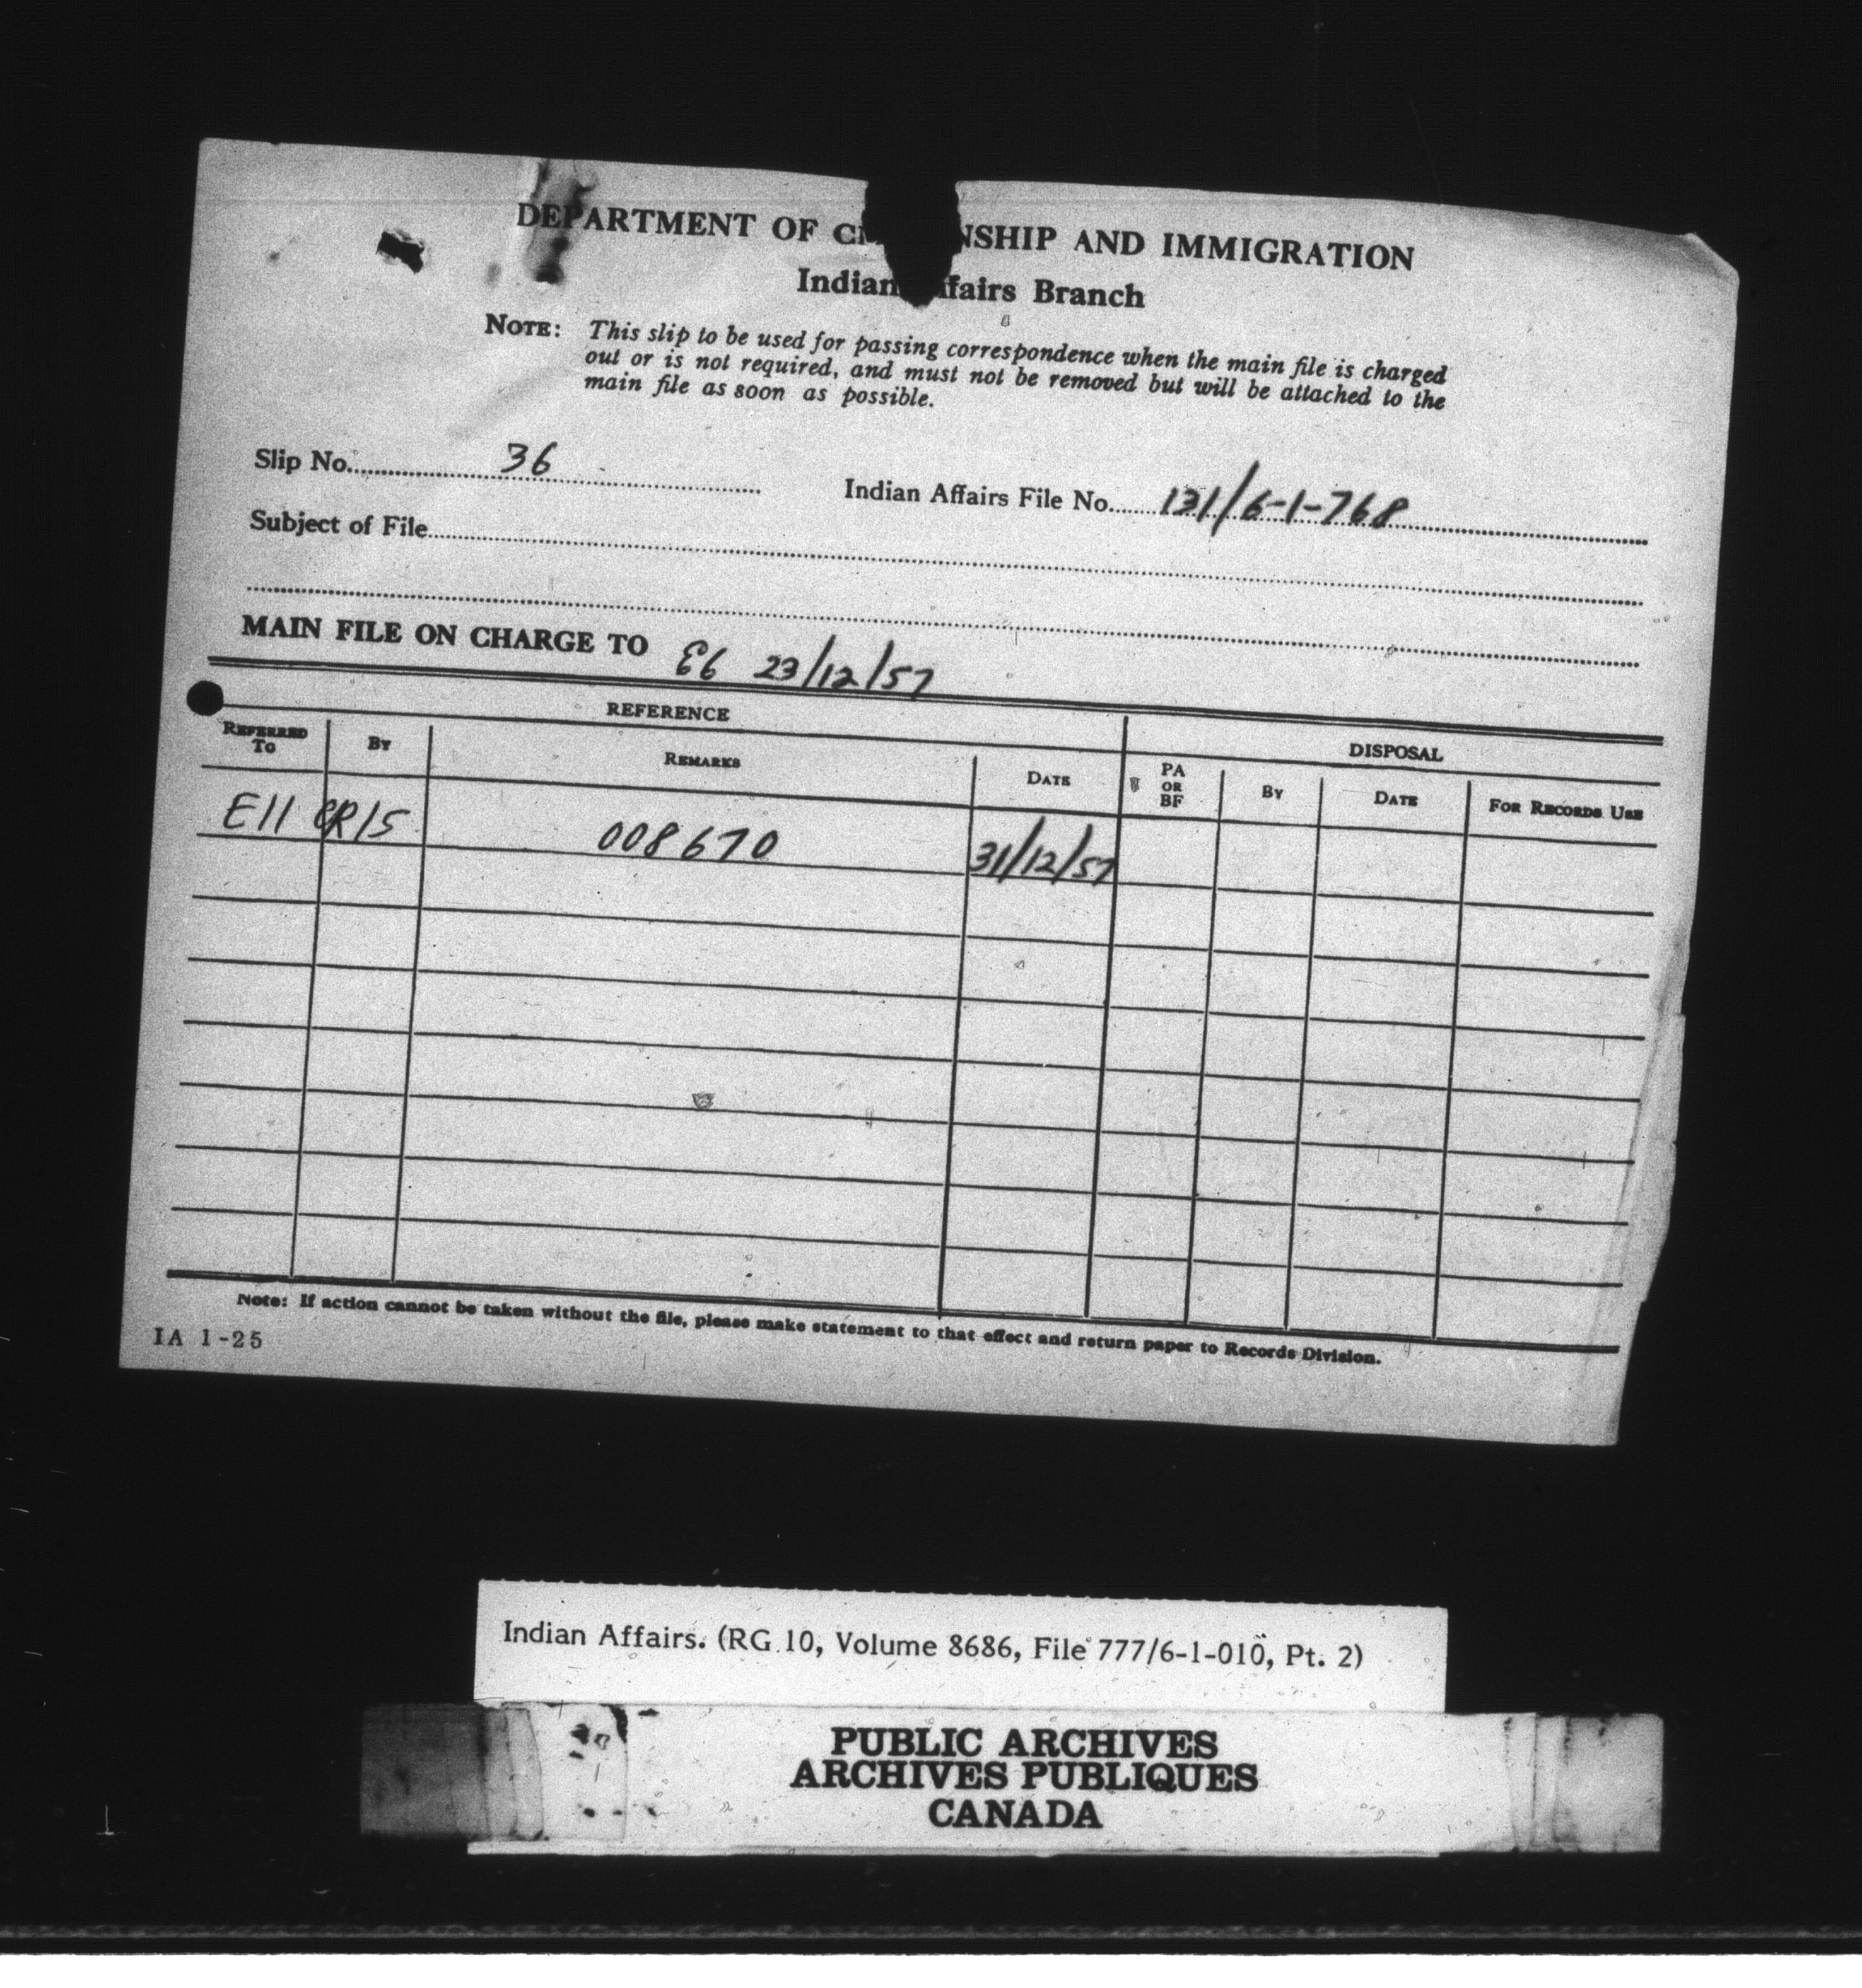 DEPARTMENT OF CI NSHIP AND IMMIGRATION
Indian ffairs Branch
NOTE: This slip to be used for passing correspondence when the main file is charged
out or is not required, and must not be removed but will be attached to the
main file as soon as possible.
Slip No. 36
Indian Affairs File No. 131/6-1-768
Subject of File
MAIN FILE ON CHARGE TO E6 23/12/57
REFERENCE
DISPOSAL
REFERRED TO
BY
REMARKS
DATE
PA OR BF
BY
DATE
FOR RECORDS USE
E11 CR15 008670 31/12/57
Note: If action cannot be taken without the file, please make statement to that effect and return paper to Records Division.
IA 1-25
Indian Affairs. (RG 10, Volume 8686, File 777/6-1-010, Pt. 2)
PUBLIC ARCHIVES
ARCHIVES PUBLIQUES
CANADA